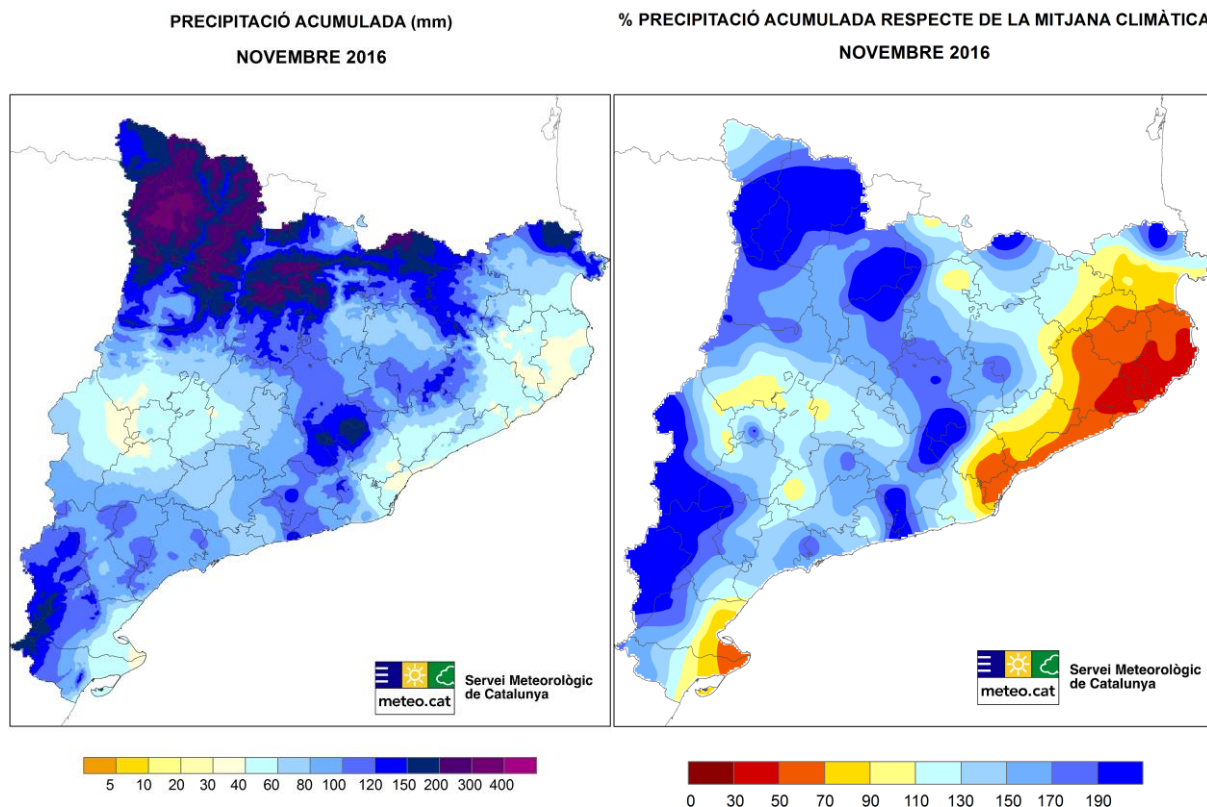 PRECIPITACIÓ ACUMULADA (mm)
NOVEMBRE 2016
% PRECIPITACIÓ ACUMULADA RESPECTE DE LA MITJANA CLIMÀTICA
NOVEMBRE 2016
meteo.cat
Servei Meteorològic
de Catalunya
meteo.cat
Servei Meteorològic
de Catalunya
5 10 20 30 40 60 80 100 120 150 200 300 400
0 30 50 70 90 110 130 150 170 190